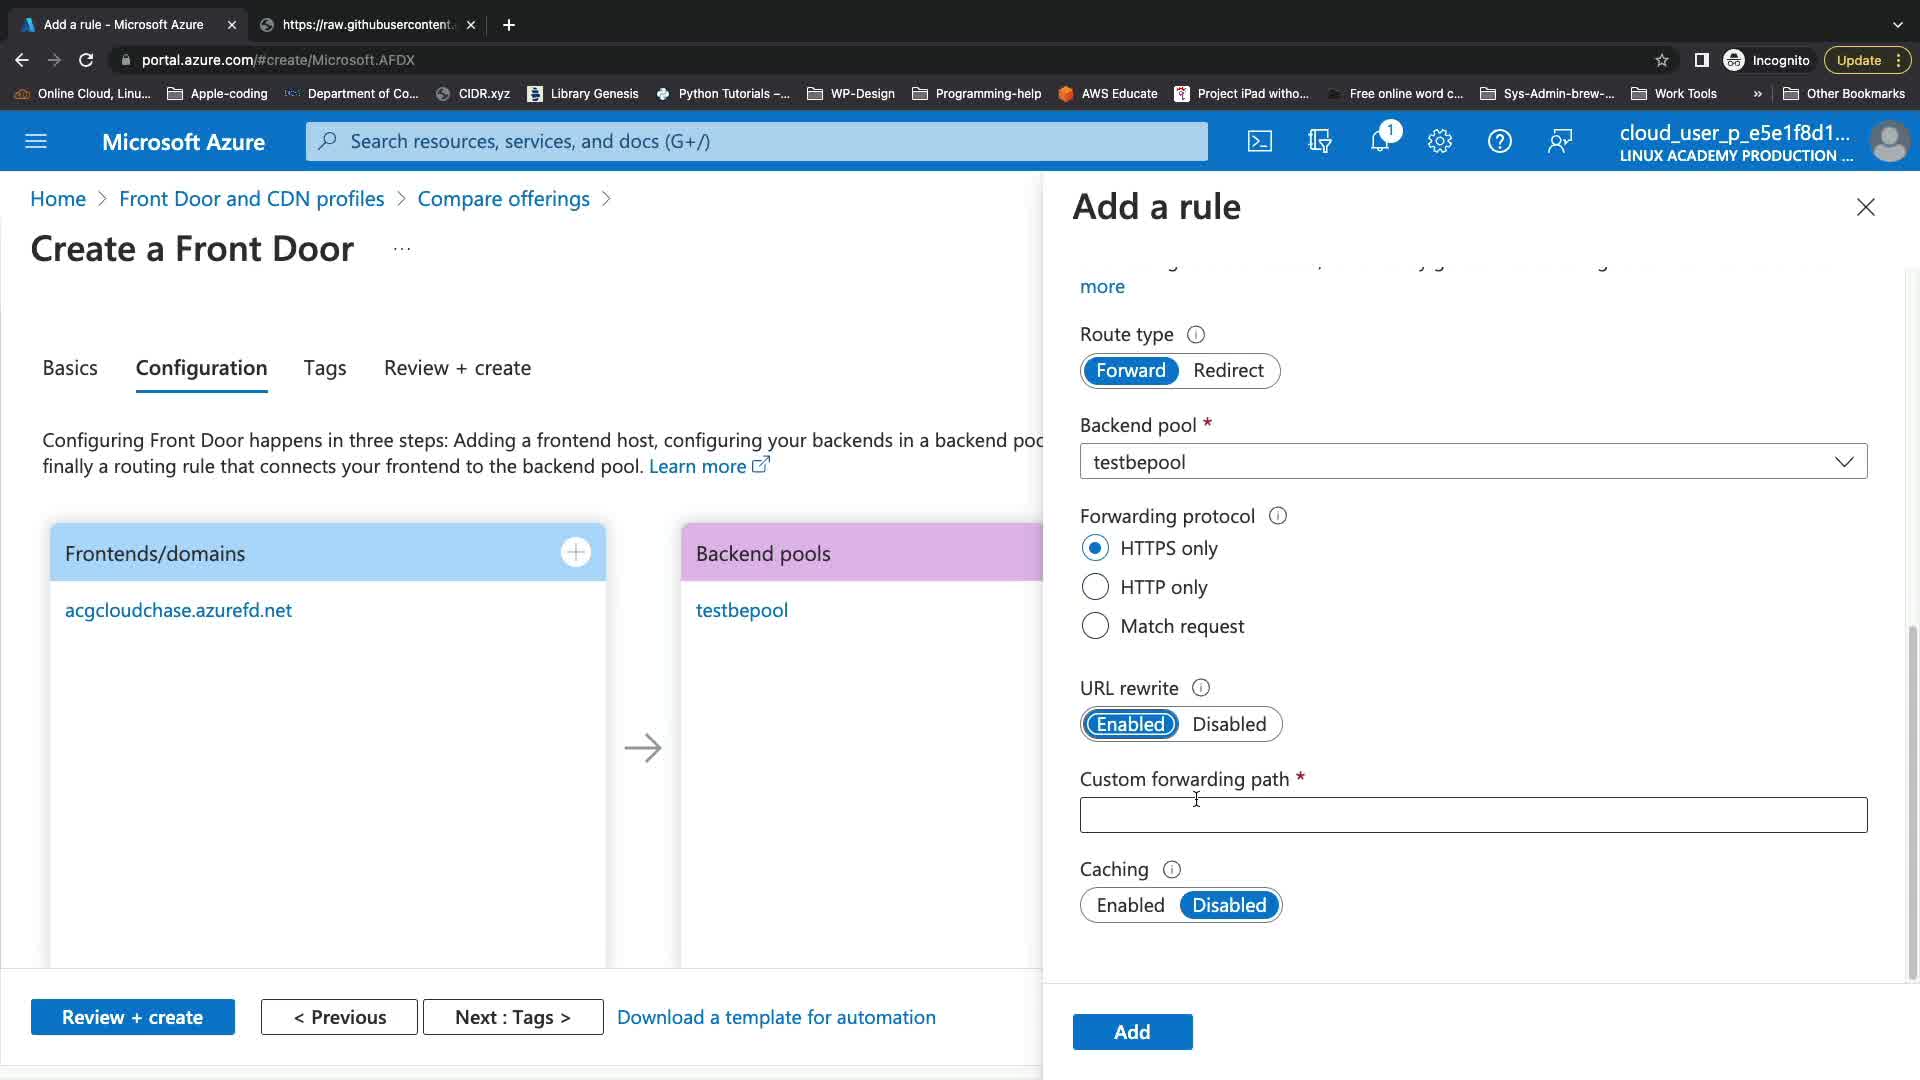 Add a rule - Microsoft Azure
https://raw.githubusercontent.
portal.azure.com/#create/Microsoft.AFDX
Incognito
Update
Online Cloud, Linu...
Apple-coding
Department of Co...
CIDR.xyz
Library Genesis
Python Tutorials –...
WP-Design
Programming-help
AWS Educate
Project iPad witho...
Free online word c...
Sys-Admin-brew-...
Work Tools
»
Other Bookmarks
Microsoft Azure
Search resources, services, and docs (G+/)
1
cloud_user_p_e5e1f8d1...
LINUX ACADEMY PRODUCTION ...
Home > Front Door and CDN profiles > Compare offerings >
Create a Front Door ...
Basics
Configuration
Tags
Review + create
Configuring Front Door happens in three steps: Adding a frontend host, configuring your backends in a backend
finally a routing rule that connects your frontend to the backend pool. Learn more
Frontends/domains
acgcloudchase.azurefd.net
Backend pools
testbepool
Review + create
< Previous
Next : Tags >
Download a template for automation
Add a rule
more
Route type
Forward
Redirect
Backend pool *
testbepool
Forwarding protocol
HTTPS only
HTTP only
Match request
URL rewrite
Enabled
Disabled
Custom forwarding path *
Caching
Enabled
Disabled
Add